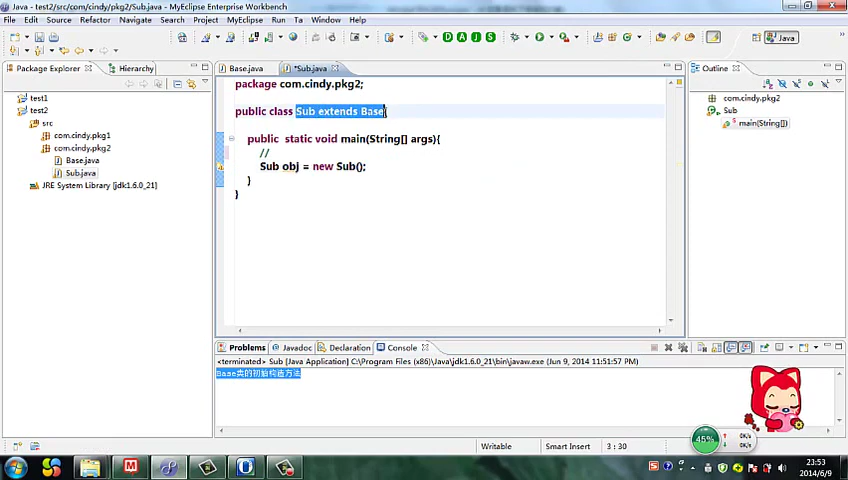 test2/src/com/cindy/pkg2/Sub.java - MyEclipse Enterprise Workbench
File Edit Source Refactor Navigate Search Project MyEclipse Run Tools Window Help
Java
Package Explorer Hierarchy
Base.java *Sub.java
Outline
test1
test2
src
com.cindy.pkg1
com.cindy.pkg2
Base.java
Sub.java
JRE System Library [jdk1.6.0_21]
package com.cindy.pkg2;
public class Sub extends Base{
public static void main(String[] args){
//
Sub obj = new Sub();
}
}
com.cindy.pkg2
Sub
main(String[])
Problems Javadoc Declaration Console
<terminated> Sub [Java Application] C:\Program Files (x86)\Java\jdk1.6.0_21\bin\javaw.exe (Jun 9, 2014 11:51:57 PM)
Base类的初始构造方法
45%
0K/s
0K/s
Writable Smart Insert 3 : 30
23:53
2014/6/9